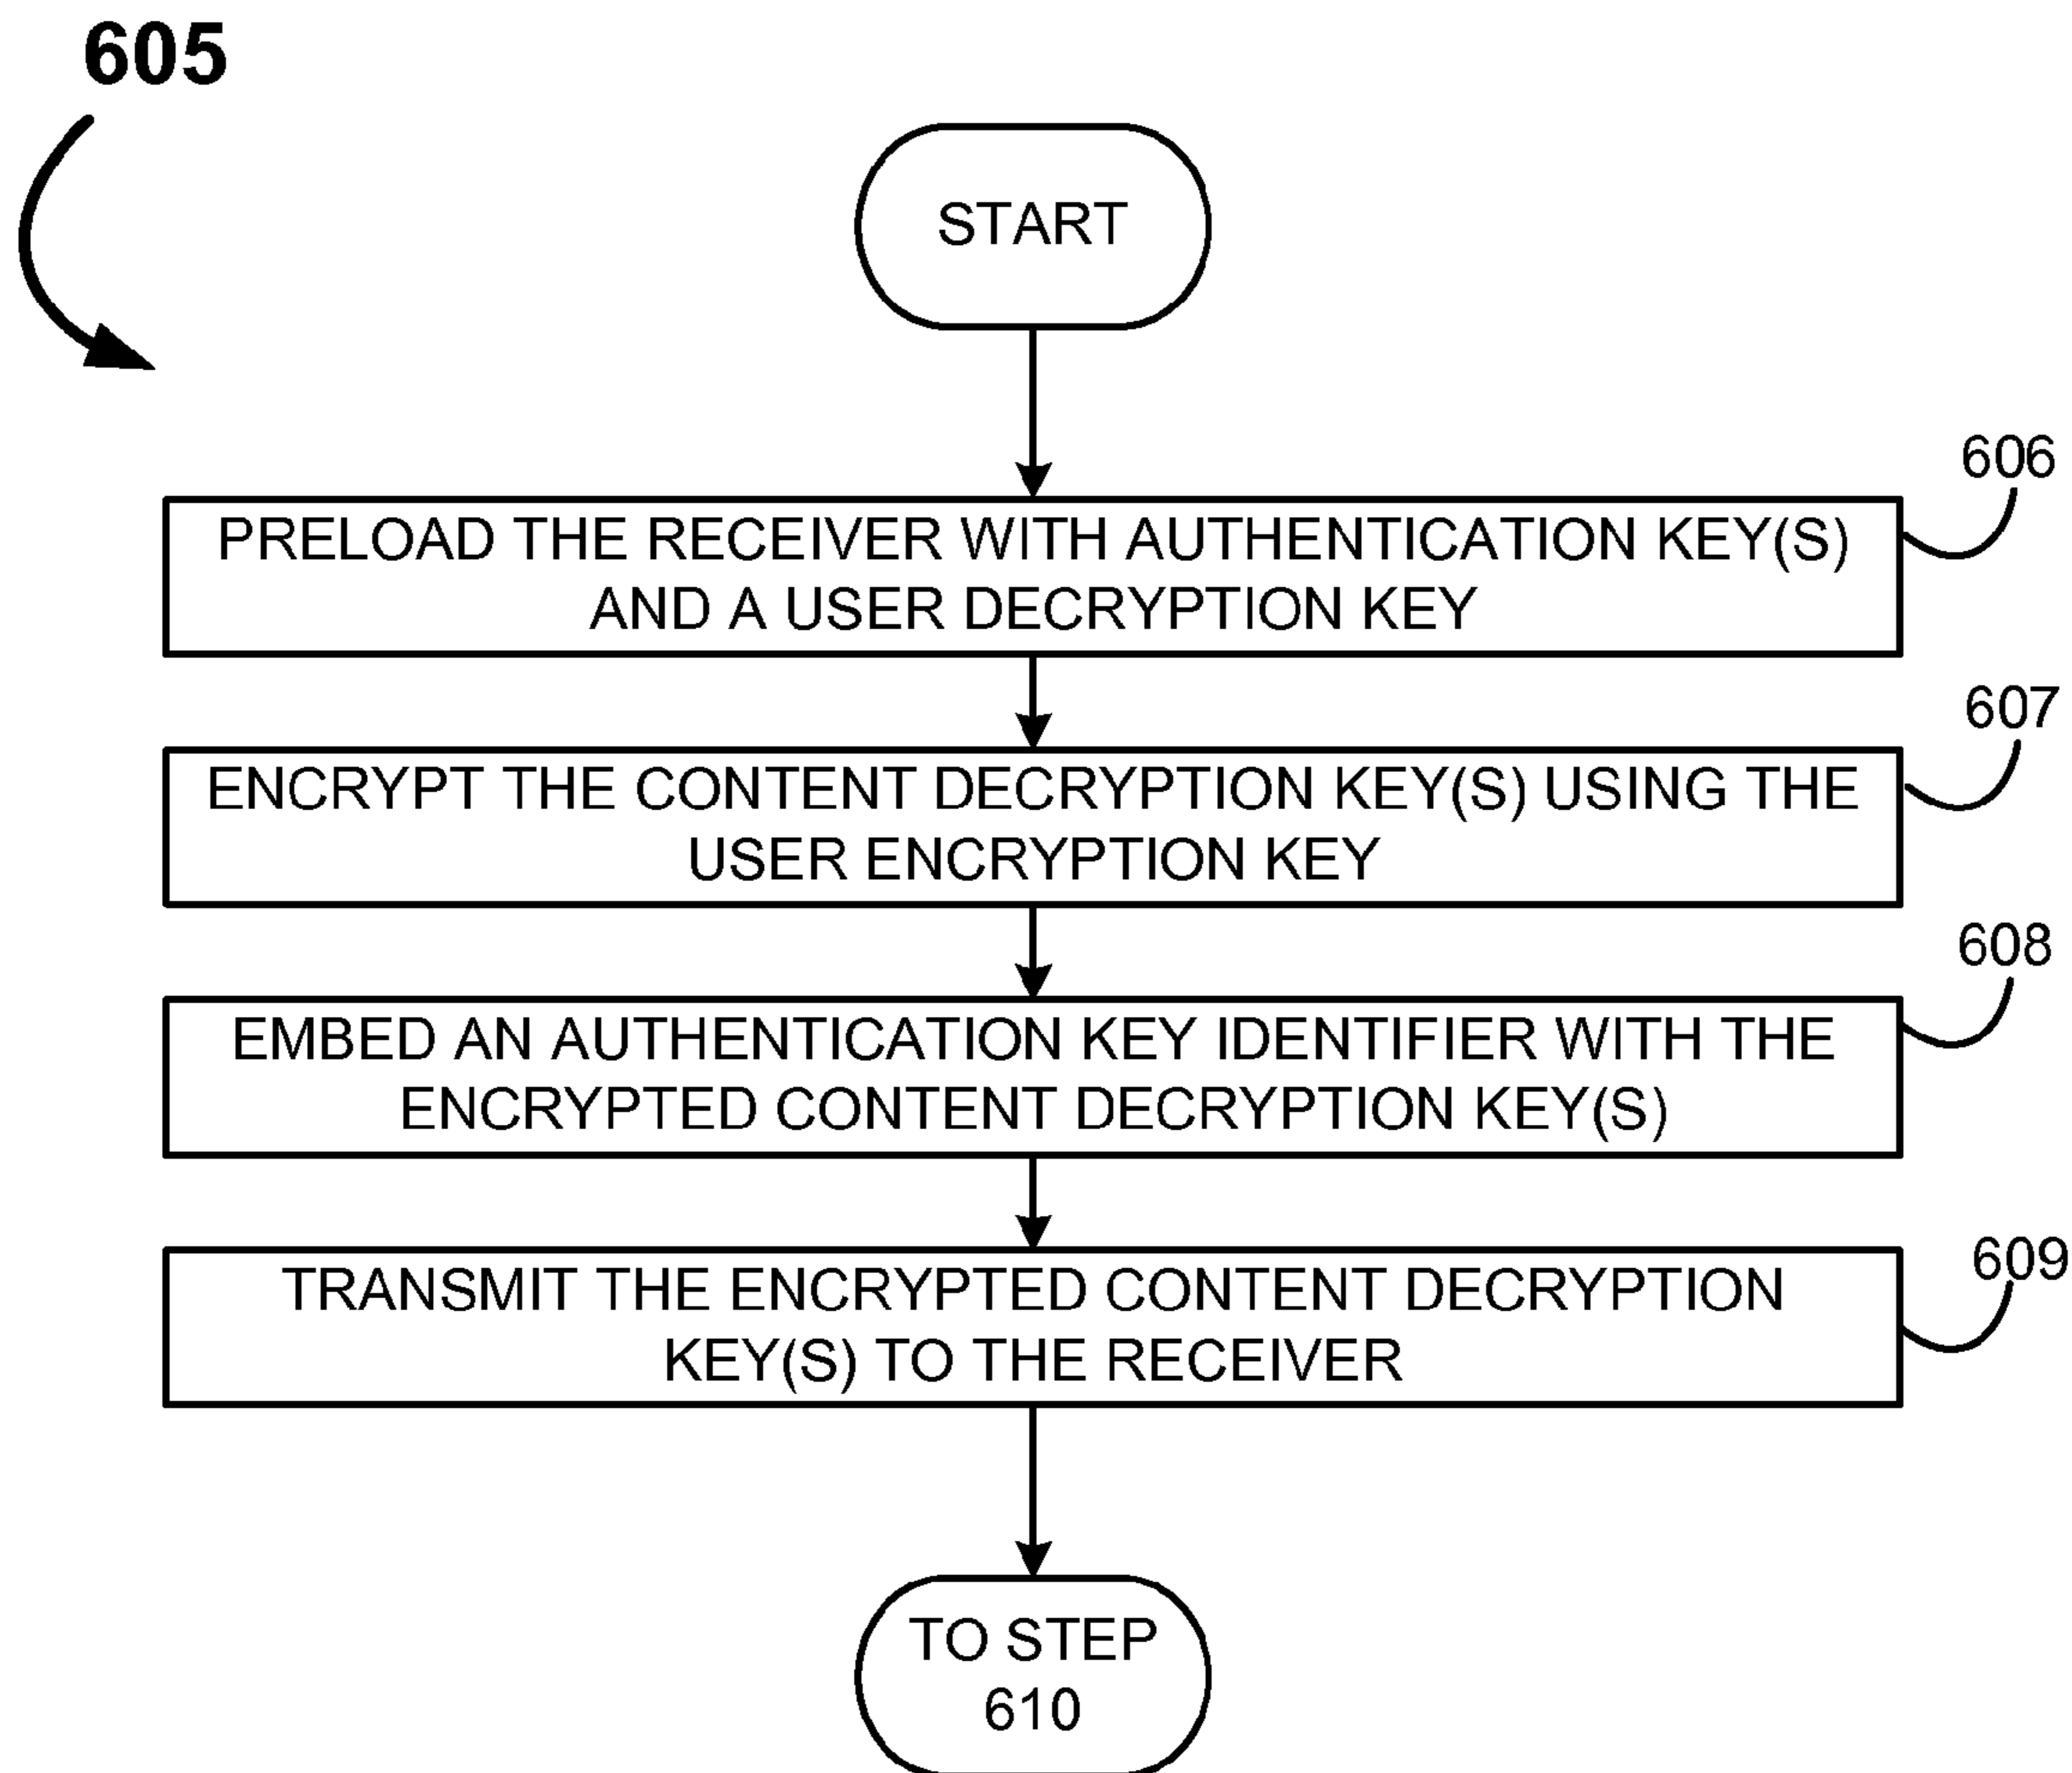 605
START
606
PRELOAD THE RECEIVER WITH AUTHENTICATION KEY(S)
AND A USER DECRYPTION KEY
607
ENCRYPT THE CONTENT DECRYPTION KEY(S) USING THE
USER ENCRYPTION KEY
608
EMBED AN AUTHENTICATION KEY IDENTIFIER WITH THE
ENCRYPTED CONTENT DECRYPTION KEY(S)
609
TRANSMIT THE ENCRYPTED CONTENT DECRYPTION
KEY(S) TO THE RECEIVER
TO STEP
610